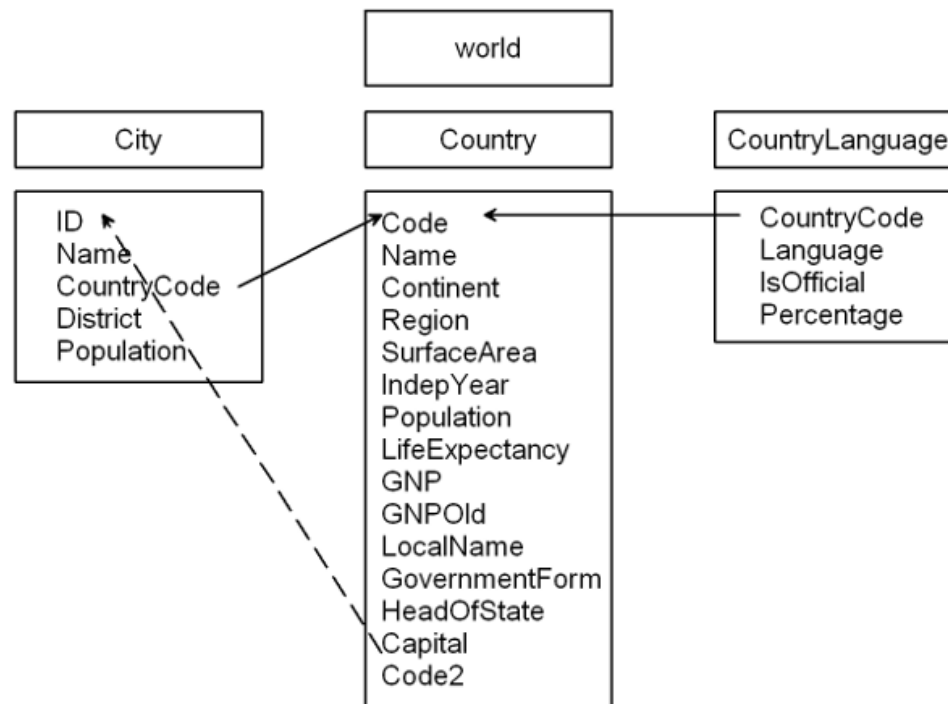 world
City
Country
CountryLanguage
ID
Name
CountryCode
District
Population
Code
Name
Continent
Region
SurfaceArea
IndepYear
Population
LifeExpectancy
GNP
GNPOld
LocalName
GovernmentForm
HeadOfState
Capital
Code2
CountryCode
Language
IsOfficial
Percentage